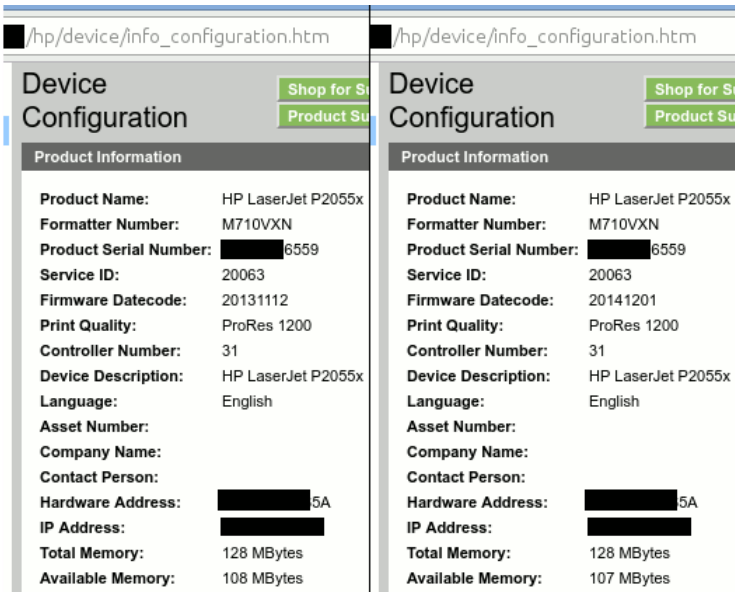 /hp/device/info_configuration.htm
Device
Configuration
Shop for Su
Product Su
Product Information
Product Name: HP LaserJet P2055x
Formatter Number: M710VXN
Product Serial Number: 6559
Service ID: 20063
Firmware Datecode: 20131112
Print Quality: ProRes 1200
Controller Number: 31
Device Description: HP LaserJet P2055x
Language: English
Asset Number:
Company Name:
Contact Person:
Hardware Address: 5A
IP Address:
Total Memory: 128 MBytes
Available Memory: 108 MBytes
/hp/device/info_configuration.htm
Device
Configuration
Shop for Su
Product Su
Product Information
Product Name: HP LaserJet P2055x
Formatter Number: M710VXN
Product Serial Number: 6559
Service ID: 20063
Firmware Datecode: 20141201
Print Quality: ProRes 1200
Controller Number: 31
Device Description: HP LaserJet P2055x
Language: English
Asset Number:
Company Name:
Contact Person:
Hardware Address: 5A
IP Address:
Total Memory: 128 MBytes
Available Memory: 107 MBytes